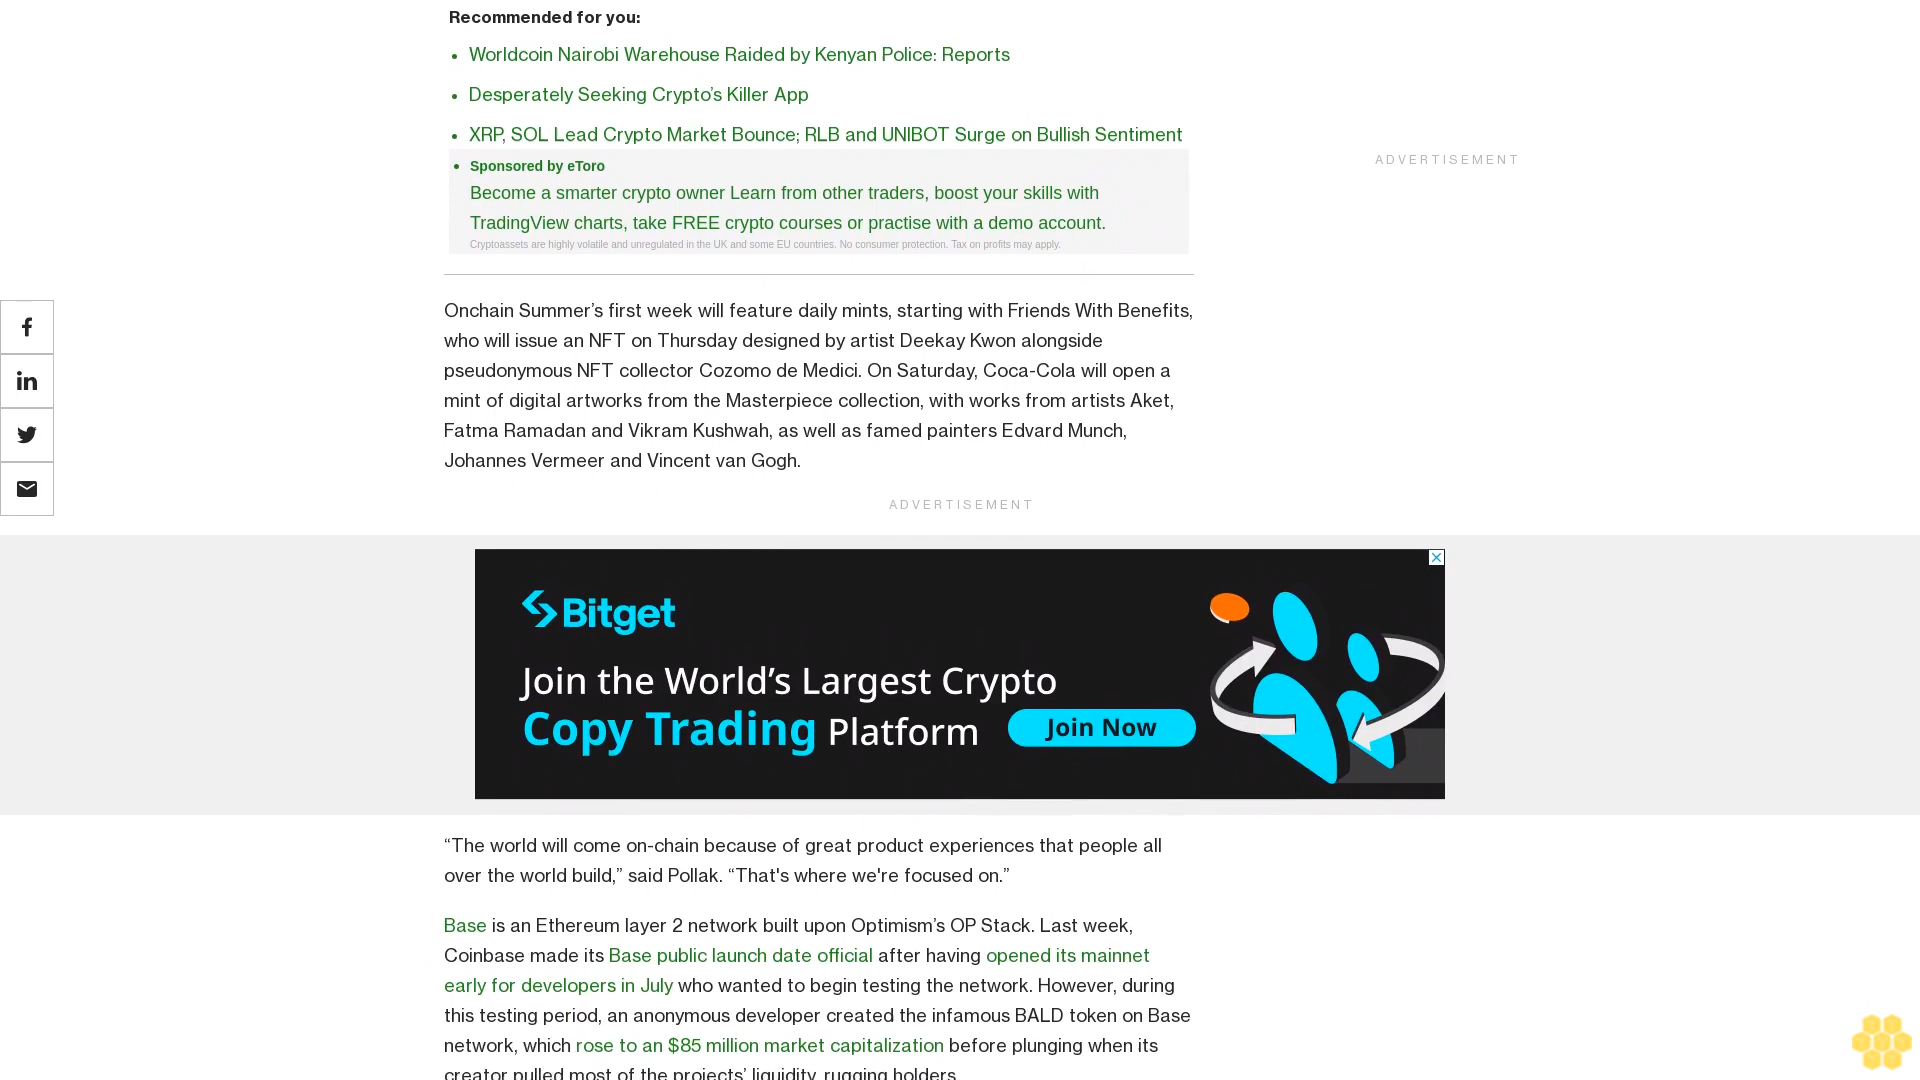 Recommended for you:
• Worldcoin Nairobi Warehouse Raided by Kenyan Police: Reports
• Desperately Seeking Crypto’s Killer App
• XRP, SOL Lead Crypto Market Bounce; RLB and UNIBOT Surge on Bullish Sentiment
• Sponsored by eToro
Become a smarter crypto owner Learn from other traders, boost your skills with
TradingView charts, take FREE crypto courses or practise with a demo account.
Cryptoassets are highly volatile and unregulated in the UK and some EU countries. No consumer protection. Tax on profits may apply.
ADVERTISEMENT
Onchain Summer’s first week will feature daily mints, starting with Friends With Benefits,
who will issue an NFT on Thursday designed by artist Deekay Kwon alongside
pseudonymous NFT collector Cozomo de Medici. On Saturday, Coca-Cola will open a
mint of digital artworks from the Masterpiece collection, with works from artists Aket,
Fatma Ramadan and Vikram Kushwah, as well as famed painters Edvard Munch,
Johannes Vermeer and Vincent van Gogh.
ADVERTISEMENT
Bitget
Join the World’s Largest Crypto
Copy Trading Platform Join Now
“The world will come on-chain because of great product experiences that people all
over the world build,” said Pollak. “That's where we're focused on.”
Base is an Ethereum layer 2 network built upon Optimism’s OP Stack. Last week,
Coinbase made its Base public launch date official after having opened its mainnet
early for developers in July who wanted to begin testing the network. However, during
this testing period, an anonymous developer created the infamous BALD token on Base
network, which rose to an $85 million market capitalization before plunging when its
creator pulled most of the projects’ liquidity, rugging holders.